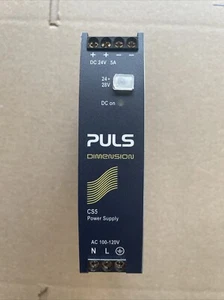 + + − −
DC 24V 5A
24-
28V
DC on
PULS
DIMENSION
CS5
Power Supply
AC 100-120V
N L